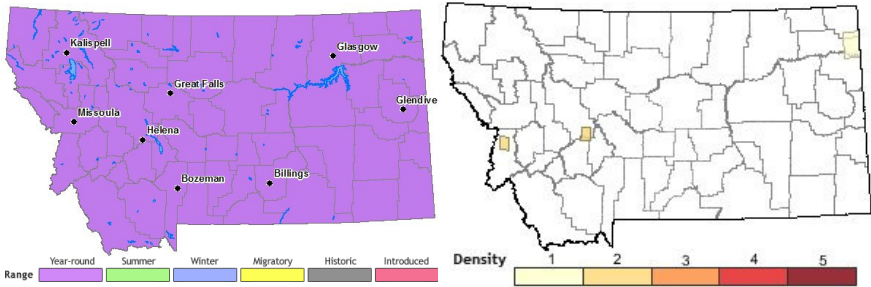 Kalispell
Glasgow
Great Falls
Glendive
Missoula
Helena
Bozeman
Billings
Range Year-round Summer Winter Migratory Historic Introduced
Density 1 2 3 4 5